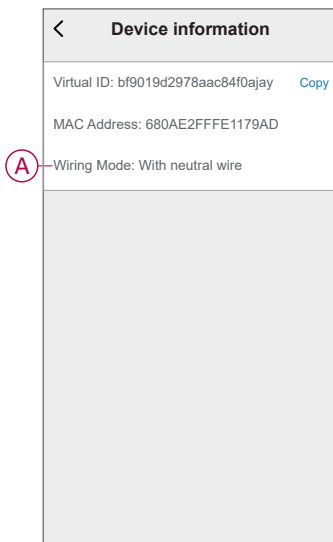 Device information
Virtual ID: bf9019d2978aac84f0ajay Copy
MAC Address: 680AE2FFFE1179AD
A
Wiring Mode: With neutral wire